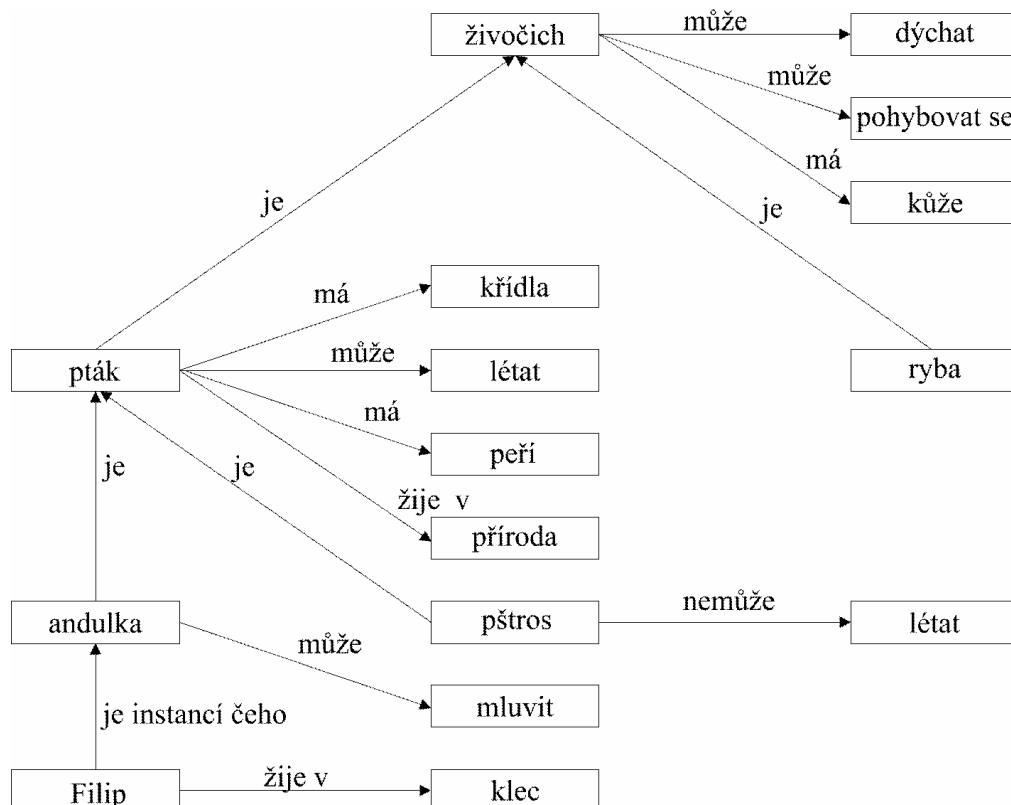 živočich
může
dýchat
může
pohybovat se
má
kůže
je
je
má
křídla
pták
může
létat
ryba
má
peří
je
je
žije v
příroda
andulka
pštros
nemůže
létat
může
mluvit
je instancí čeho
Filip
žije v
klec